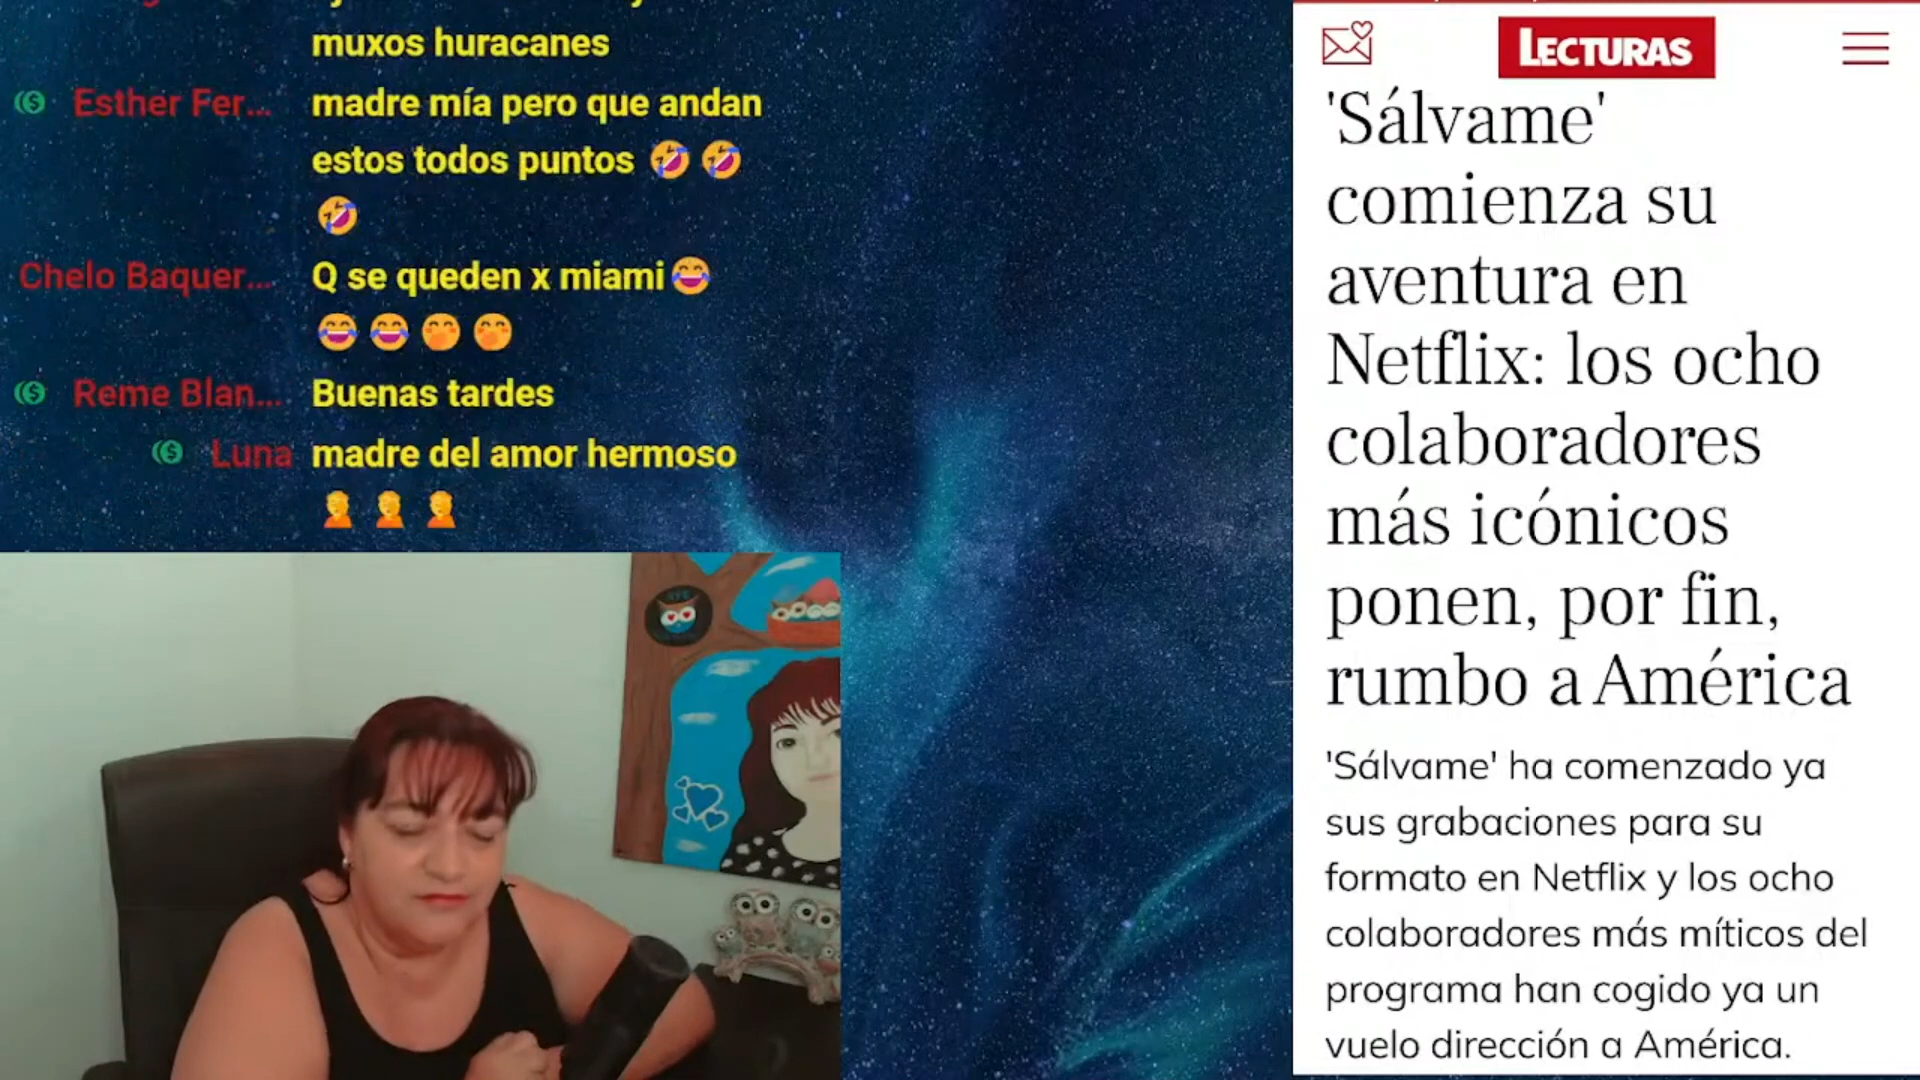 muxos huracanes
Esther Fer... madre mía pero que andan
estos todos puntos 🤣 🤣
🤣
Chelo Baquer... Q se queden x miami 😂
😂 😂 🤭 🤭
Reme Blan... Buenas tardes
Luna madre del amor hermoso
🤦 🤦 🤦
LECTURAS
'Sálvame'
comienza su
aventura en
Netflix: los ocho
colaboradores
más icónicos
ponen, por fin,
rumbo a América
'Sálvame' ha comenzado ya
sus grabaciones para su
formato en Netflix y los ocho
colaboradores más míticos del
programa han cogido ya un
vuelo dirección a América.